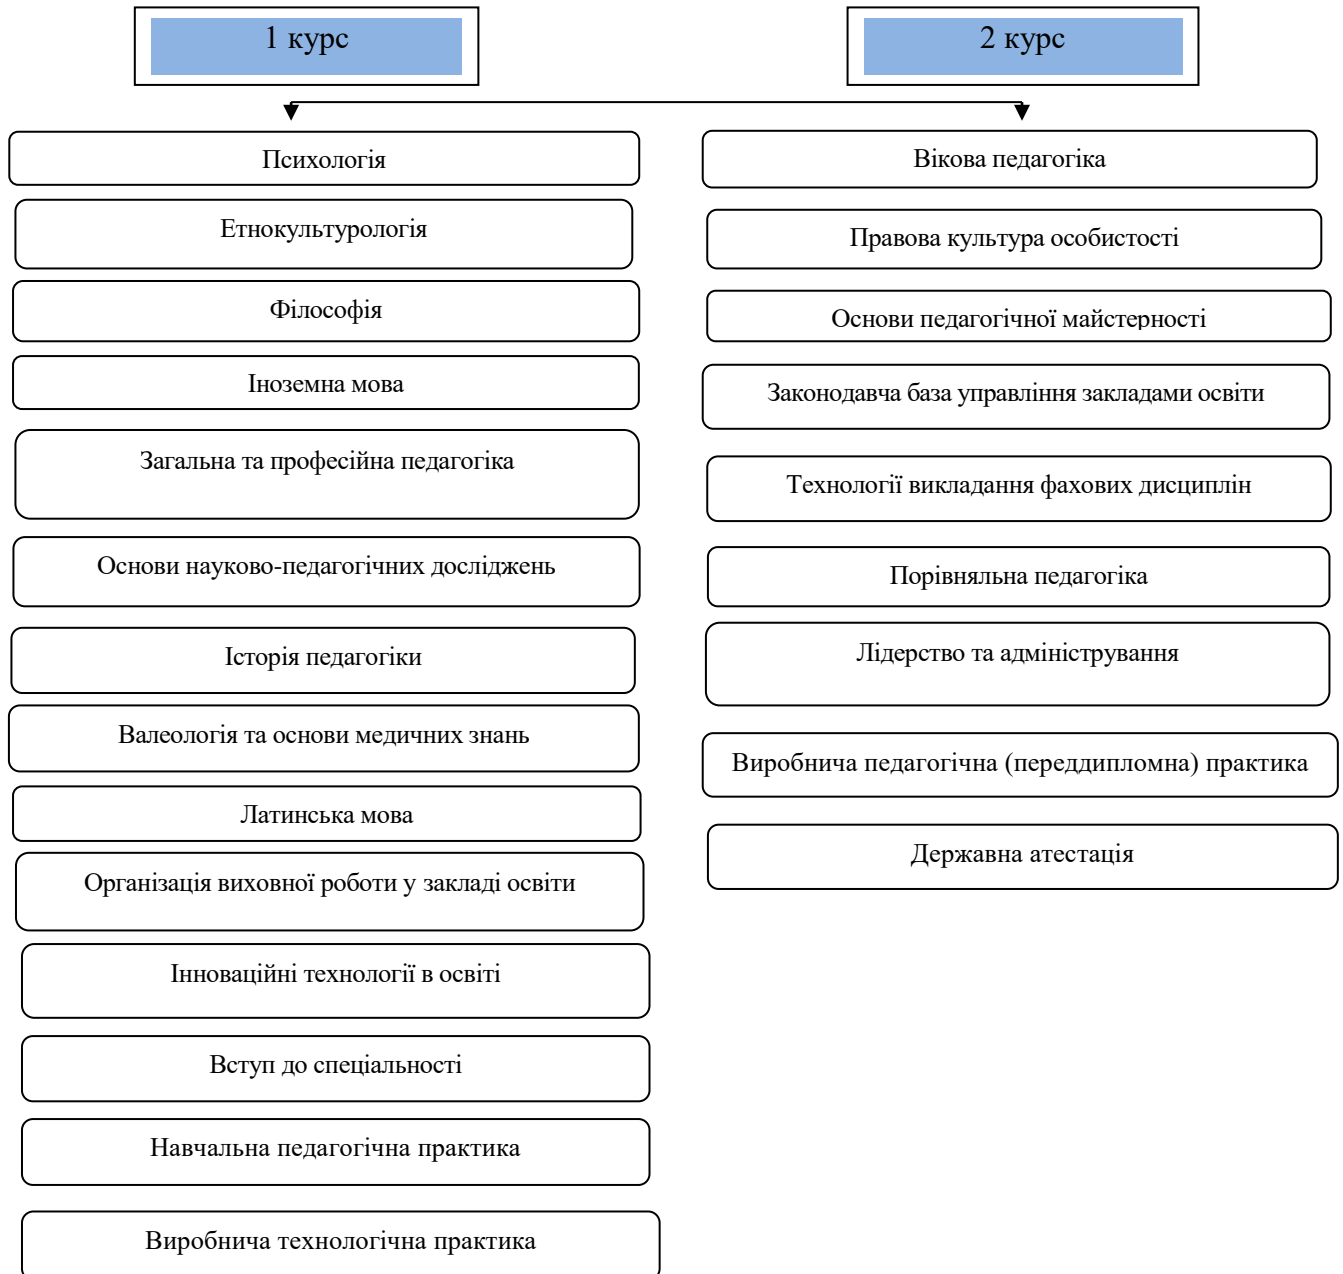 1 курс
2 курс
Психологія
Етнокультурологія
Філософія
Іноземна мова
Загальна та професійна педагогіка
Основи науково-педагогічних досліджень
Історія педагогіки
Валеологія та основи медичних знань
Латинська мова
Організація виховної роботи у закладі освіти
Інноваційні технології в освіті
Вступ до спеціальності
Навчальна педагогічна практика
Виробнича технологічна практика
Вікова педагогіка
Правова культура особистості
Основи педагогічної майстерності
Законодавча база управління закладами освіти
Технології викладання фахових дисциплін
Порівняльна педагогіка
Лідерство та адміністрування
Виробнича педагогічна (переддипломна) практика
Державна атестація